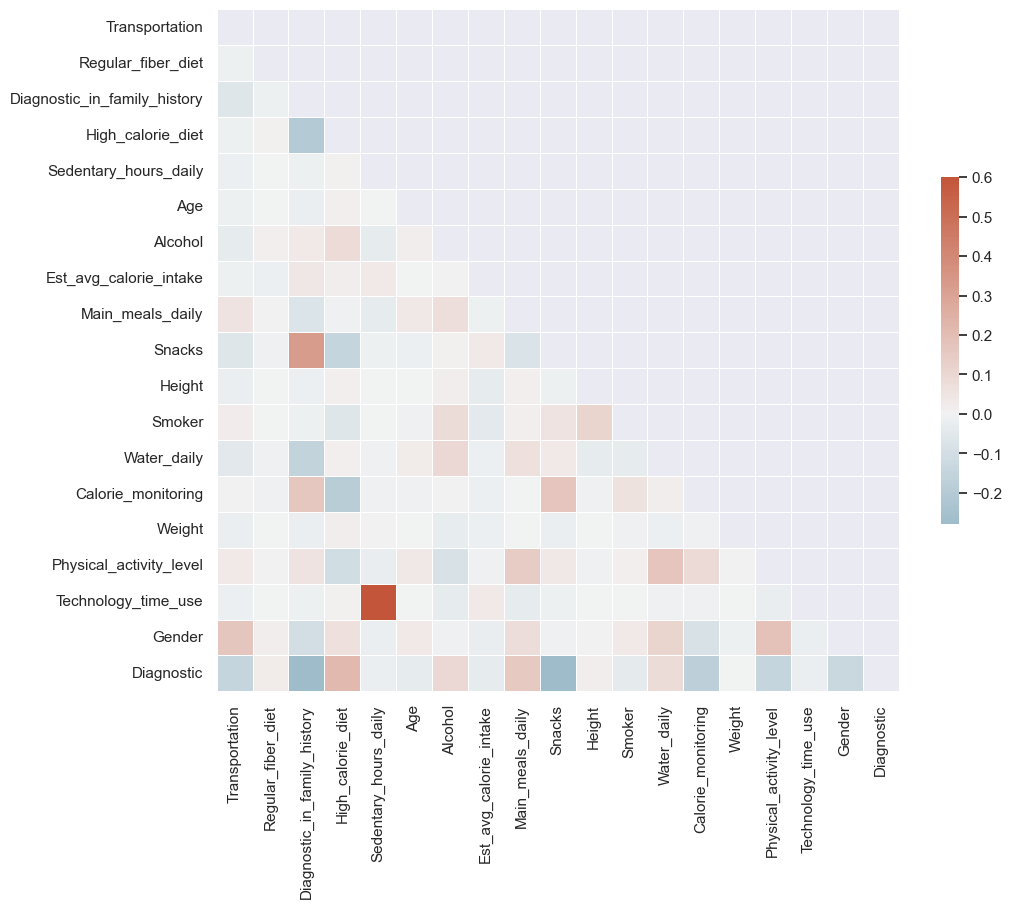 Transportation
Regular_fiber_diet
Diagnostic_in_family_history
High_calorie_diet
Sedentary_hours_daily
Age
Alcohol
Est_avg_calorie_intake
Main_meals_daily
Snacks
Height
Smoker
Water_daily
Calorie_monitoring
Weight
Physical_activity_level
Technology_time_use
Gender
Diagnostic
Transportation
Regular_fiber_diet
Diagnostic_in_family_history
High_calorie_diet
Sedentary_hours_daily
Age
Alcohol
Est_avg_calorie_intake
Main_meals_daily
Snacks
Height
Smoker
Water_daily
Calorie_monitoring
Weight
Physical_activity_level
Technology_time_use
Gender
Diagnostic
0.6
0.5
0.4
0.3
0.2
0.1
0.0
−0.1
−0.2